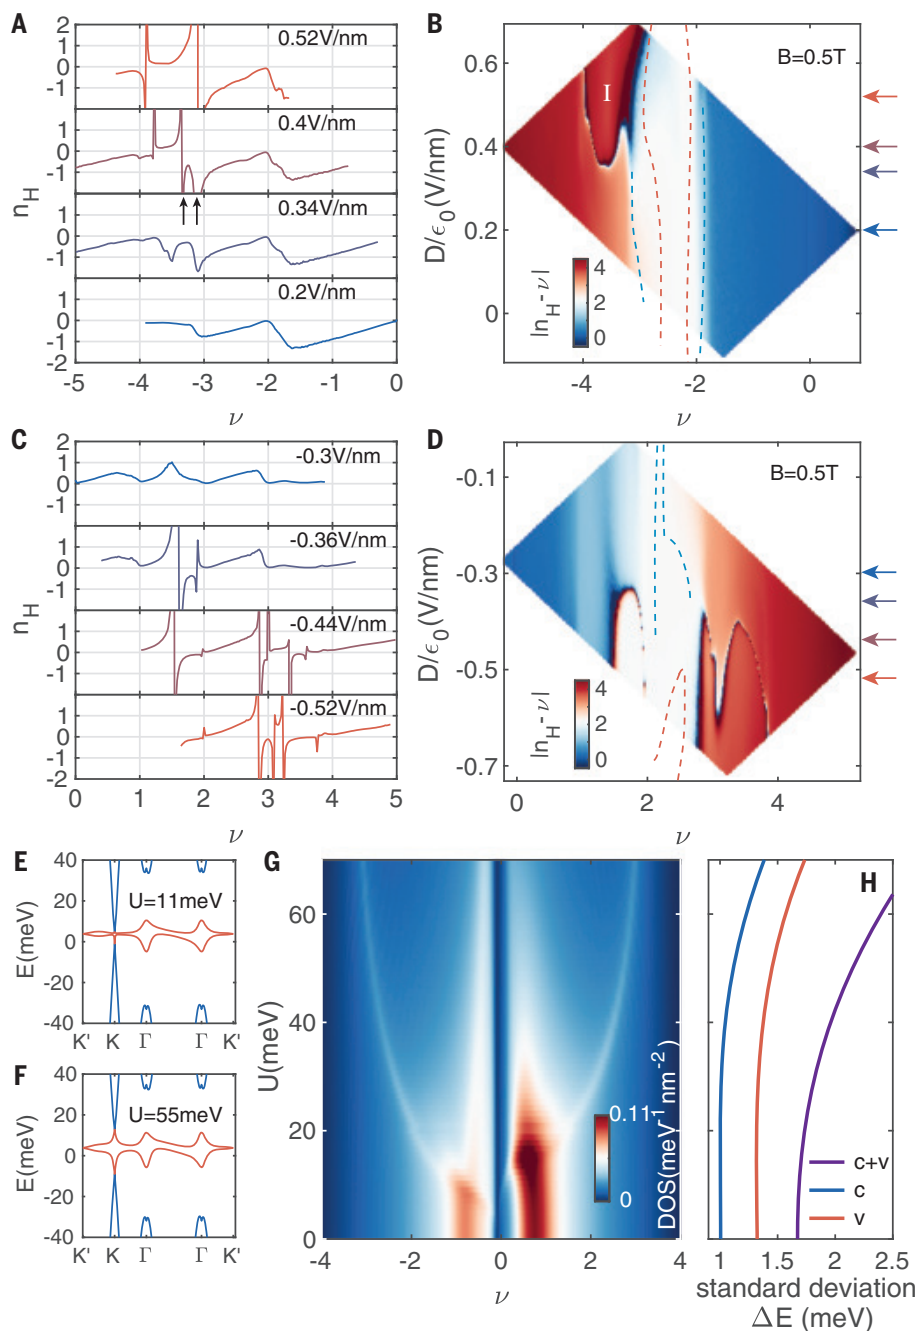 A
2
1
0
-1
0.52V/nm
0.4V/nm
0.34V/nm
0.2V/nm
0
-1
0
-1
0
-1
-2
n_H
-5 -4 -3 -2 -1 0
ν
B
B=0.5T
I
0.6
0.4
0.2
0
D/ϵ₀(V/nm)
|n_H- ν|
4
2
0
-4 -2 0
ν
C
2
1
0
-1
-0.3V/nm
-0.36V/nm
-0.44V/nm
-0.52V/nm
1
0
-1
1
0
-1
1
0
-1
-2
n_H
0 1 2 3 4 5
ν
D
B=0.5T
-0.1
-0.3
-0.5
-0.7
D/ϵ₀(V/nm)
|n_H- ν|
4
2
0
0 2 4
ν
E
40
20
0
-20
-40
E(meV)
U=11meV
K' K Γ Γ K'
F
40
20
0
-20
-40
E(meV)
U=55meV
K' K Γ Γ K'
G
60
40
20
0
U(meV)
0.11
0
DOS(meV⁻¹ nm⁻²)
-4 -2 0 2 4
ν
H
c+v
c
v
1 1.5 2 2.5
standard deviation
ΔE (meV)